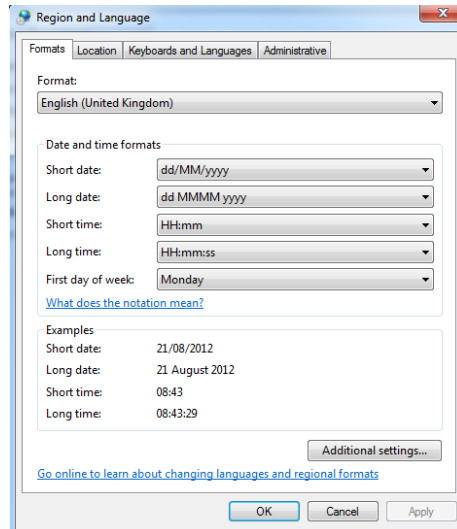 Region and Language
Formats Location Keyboards and Languages Administrative
Format:
English (United Kingdom)
Date and time formats
Short date: dd/MM/yyyy
Long date: dd MMMM yyyy
Short time: HH:mm
Long time: HH:mm:ss
First day of week: Monday
What does the notation mean?
Examples
Short date: 21/08/2012
Long date: 21 August 2012
Short time: 08:43
Long time: 08:43:29
Additional settings...
Go online to learn about changing languages and regional formats
OK Cancel Apply